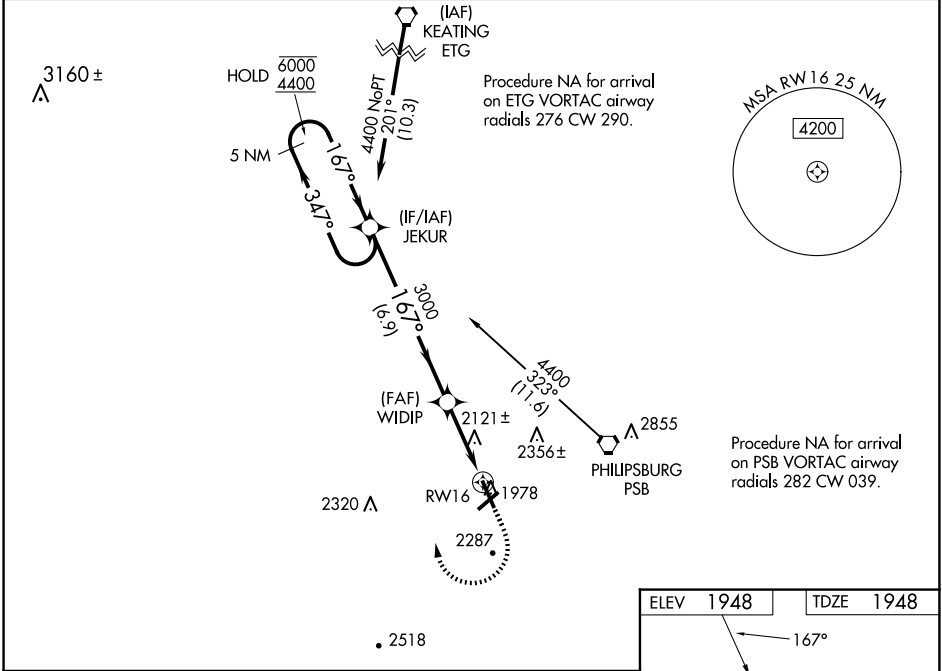 (IAF)
KEATING
ETG
3160 ±
HOLD 6000
4400
4400 NoPT
201°
(10.3)
Procedure NA for arrival
on ETG VORTAC airway
radials 276 CW 290.
MSA RW16 25 NM
4200
5 NM
167°
347°
(IF/IAF)
JEKUR
3000
167°
(6.9)
4400
323°
(11.6)
(FAF)
WIDIP
2121 ±
2356 ±
2855
PHILIPSBURG
PSB
Procedure NA for arrival
on PSB VORTAC airway
radials 282 CW 039.
2320
RW16
1978
2287
2518
ELEV 1948
TDZE 1948
167°